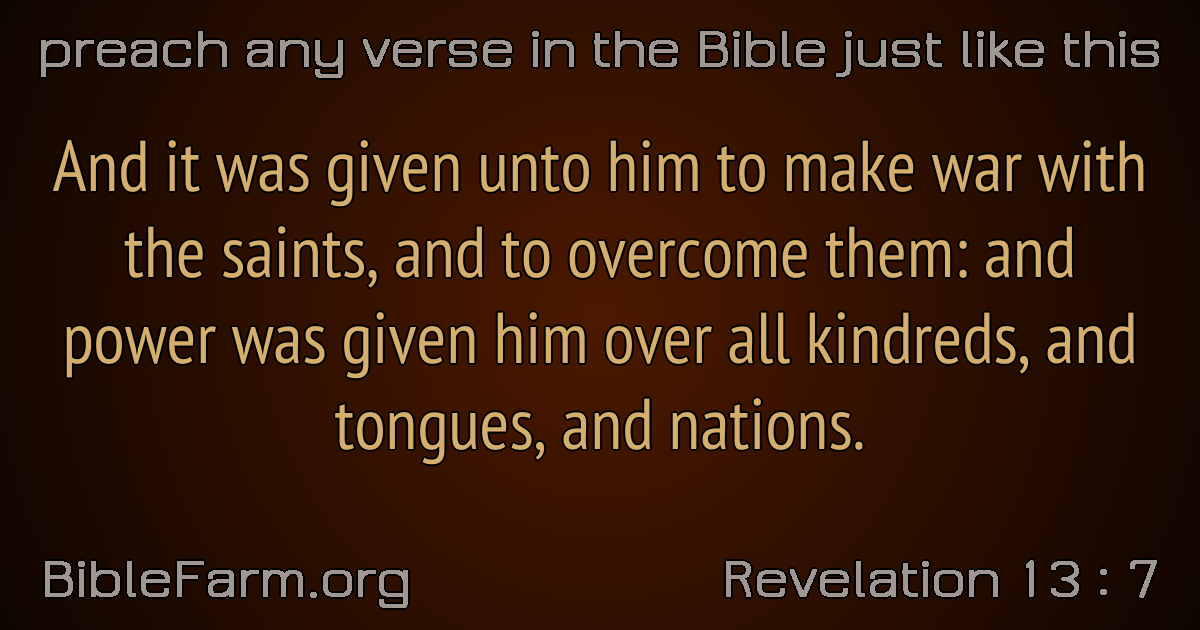 preach any verse in the Bible just like this
And it was given unto him to make war with
the saints, and to overcome them: and
power was given him over all kindreds, and
tongues, and nations.
BibleFarm.org
Revelation 13 : 7